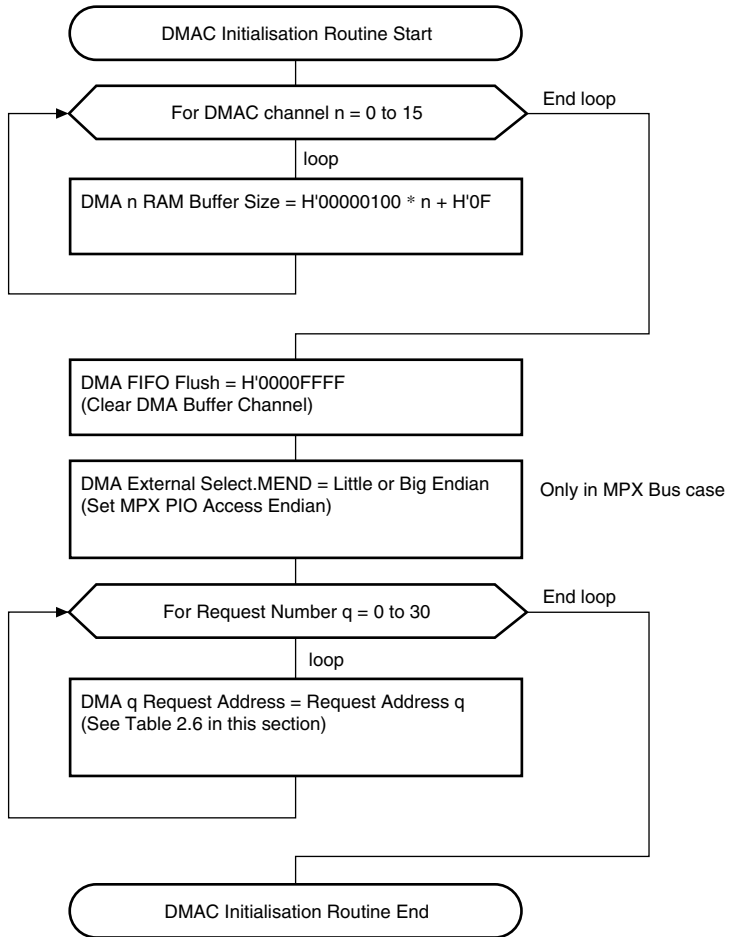 DMAC Initialisation Routine Start
For DMAC channel n = 0 to 15
End loop
loop
DMA n RAM Buffer Size = H'00000100 * n + H'0F
DMA FIFO Flush = H'0000FFFF
(Clear DMA Buffer Channel)
DMA External Select.MEND = Little or Big Endian
(Set MPX PIO Access Endian)
Only in MPX Bus case
For Request Number q = 0 to 30
End loop
loop
DMA q Request Address = Request Address q
(See Table 2.6 in this section)
DMAC Initialisation Routine End